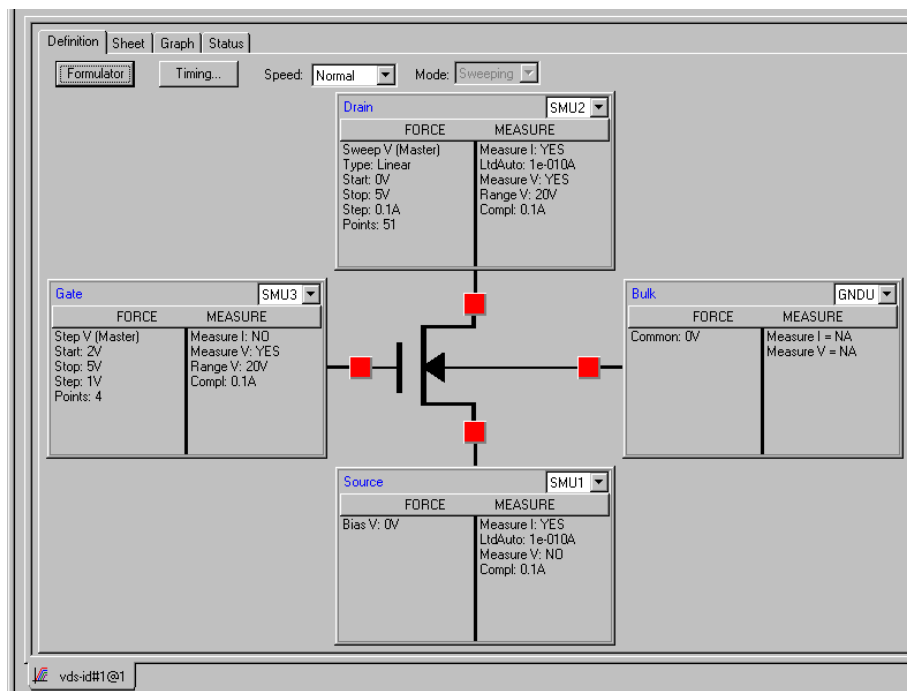 Definition Sheet Graph Status
Formulator Timing... Speed: Normal Mode: Sweeping
Drain SMU2
FORCE MEASURE
Sweep V (Master) Measure I: YES
Type: Linear LtdAuto: 1e-010A
Start: 0V Measure V: YES
Stop: 5V Range V: 20V
Step: 0.1A Compl: 0.1A
Points: 51
Gate SMU3
FORCE MEASURE
Step V (Master) Measure I: NO
Start: 2V Measure V: YES
Stop: 5V Range V: 20V
Step: 1V Compl: 0.1A
Points: 4
Bulk GNDU
FORCE MEASURE
Common: 0V Measure I = NA
Measure V = NA
Source SMU1
FORCE MEASURE
Bias V: 0V Measure I: YES
LtdAuto: 1e-010A
Measure V: NO
Compl: 0.1A
vds-id#1@1